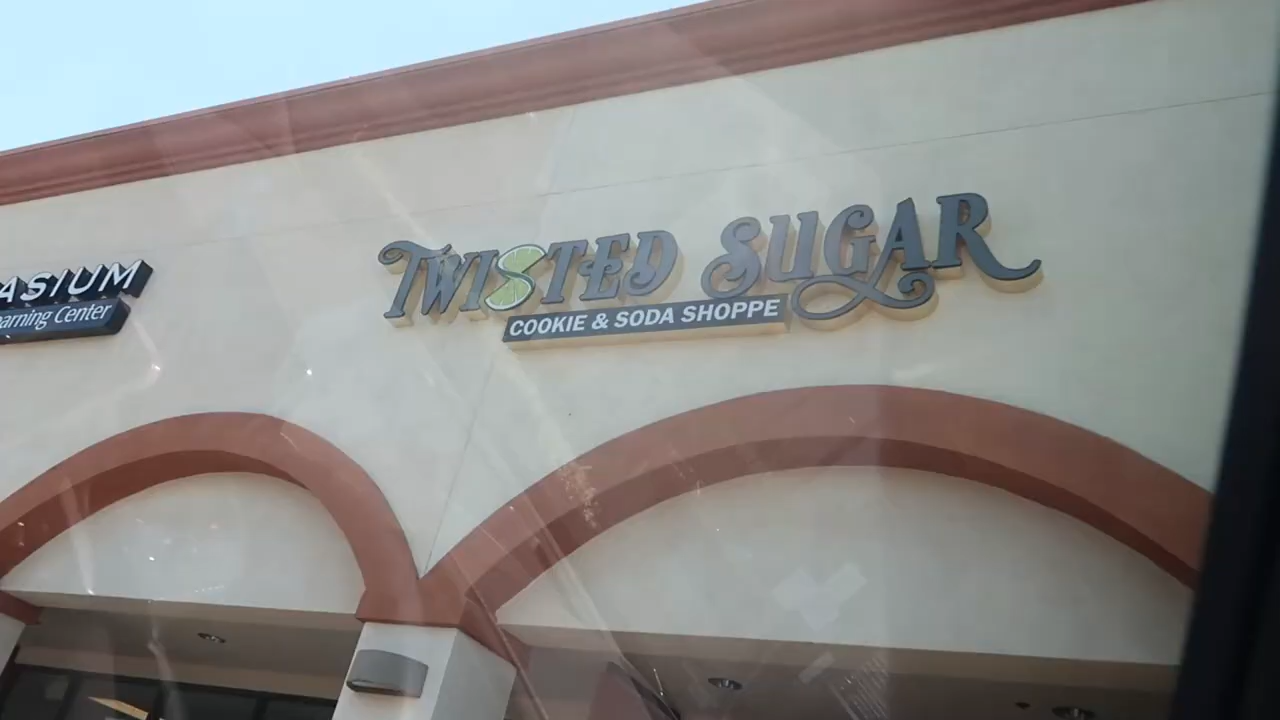 ASIUM
arning Center
TWISTED SUGAR
COOKIE & SODA SHOPPE